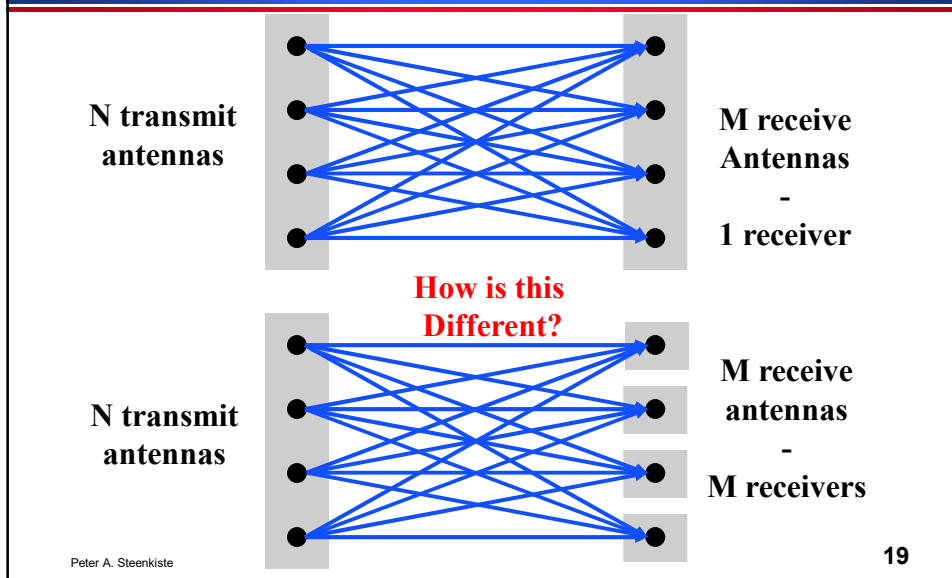 N transmit
antennas
M receive
Antennas
-
1 receiver
How is this
Different?
N transmit
antennas
M receive
antennas
-
M receivers
Peter A. Steenkiste
19